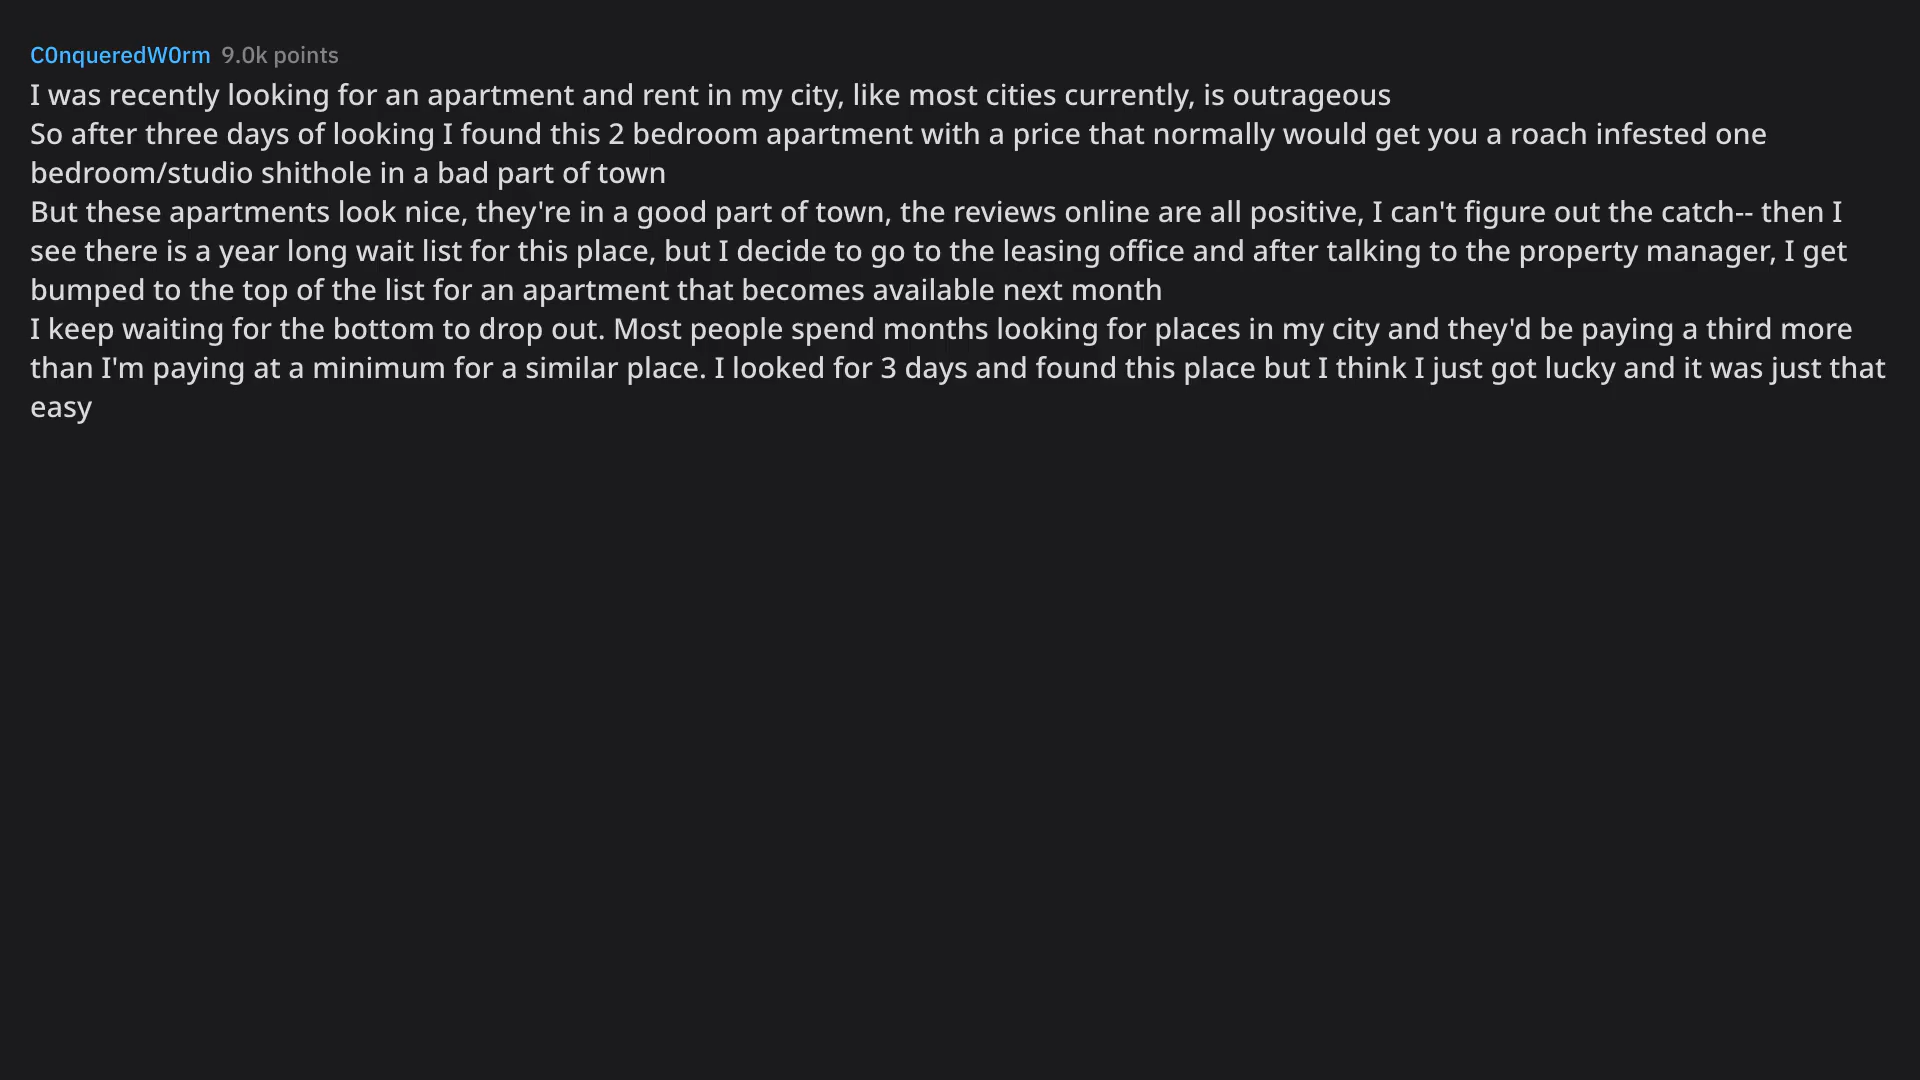 C0nqueredW0rm 9.0k points
I was recently looking for an apartment and rent in my city, like most cities currently, is outrageous
So after three days of looking I found this 2 bedroom apartment with a price that normally would get you a roach infested one
bedroom/studio shithole in a bad part of town
But these apartments look nice, they're in a good part of town, the reviews online are all positive, I can't figure out the catch-- then I
see there is a year long wait list for this place, but I decide to go to the leasing office and after talking to the property manager, I get
bumped to the top of the list for an apartment that becomes available next month
I keep waiting for the bottom to drop out. Most people spend months looking for places in my city and they'd be paying a third more
than I'm paying at a minimum for a similar place. I looked for 3 days and found this place but I think I just got lucky and it was just that
easy